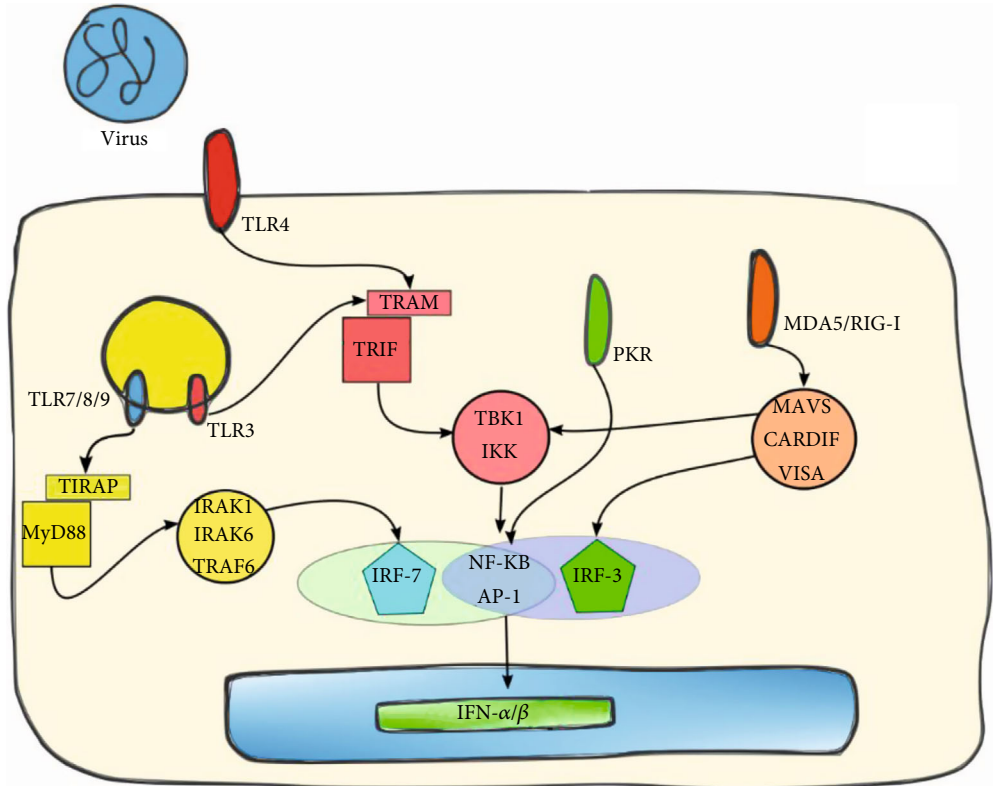 Virus
TLR4
TRAM
TRIF
MDA5/RIG-I
PKR
TLR7/8/9
TLR3
TBK1
IKK
MAVS
CARDIF
VISA
TIRAP
MyD88
IRAK1
IRAK6
TRAF6
IRF-7
NF-KB
AP-1
IRF-3
IFN-α/β